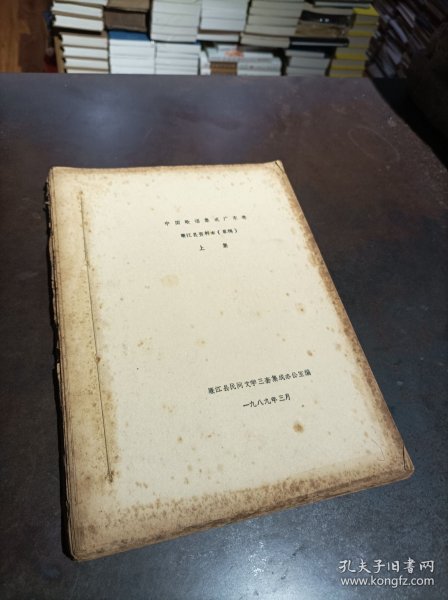 中国歌谣集成广东卷
廉江县资料本（草稿）
上集
廉江县民间文学三套集成办公室编
一九八九年三月
孔夫子旧书网
www.kongfz.com